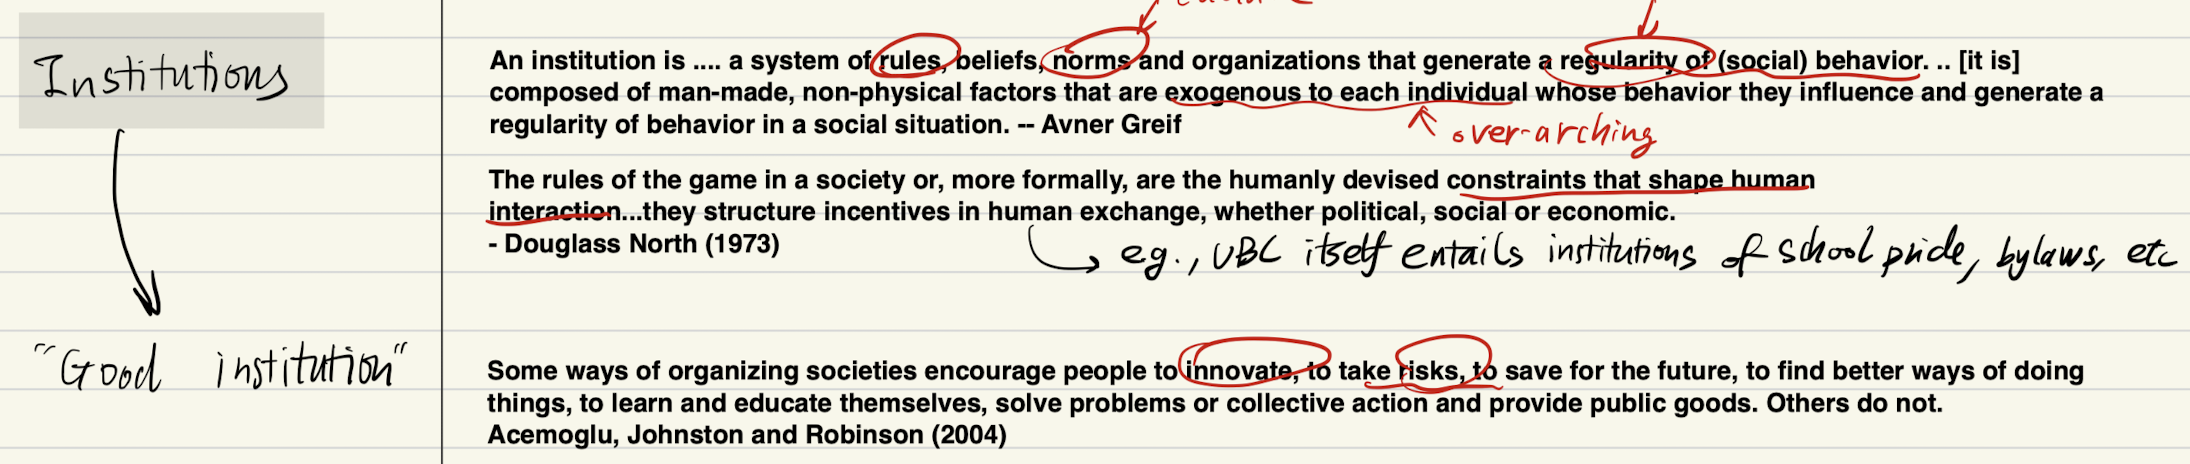 Institutions
An institution is .... a system of rules, beliefs, norms and organizations that generate a regularity of (social) behavior. .. [it is]
composed of man-made, non-physical factors that are exogenous to each individual whose behavior they influence and generate a
regularity of behavior in a social situation. -- Avner Greif
over-arching
The rules of the game in a society or, more formally, are the humanly devised constraints that shape human
interaction...they structure incentives in human exchange, whether political, social or economic.
- Douglass North (1973)
eg., UBC itself entails institutions of school pride, bylaws, etc
"Good institution"
Some ways of organizing societies encourage people to innovate, to take risks, to save for the future, to find better ways of doing
things, to learn and educate themselves, solve problems or collective action and provide public goods. Others do not.
Acemoglu, Johnston and Robinson (2004)